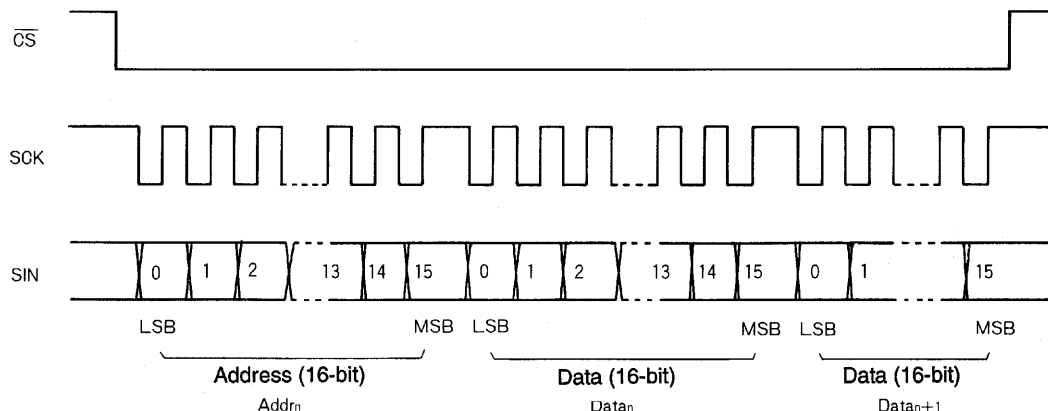 CS
SCK
SIN
0 1 2 13 14 15 0 1 2 13 14 15 0 1 15
LSB MSB LSB MSB LSB MSB
Address (16-bit) Data (16-bit) Data (16-bit)
Addrn Datan Datan+1